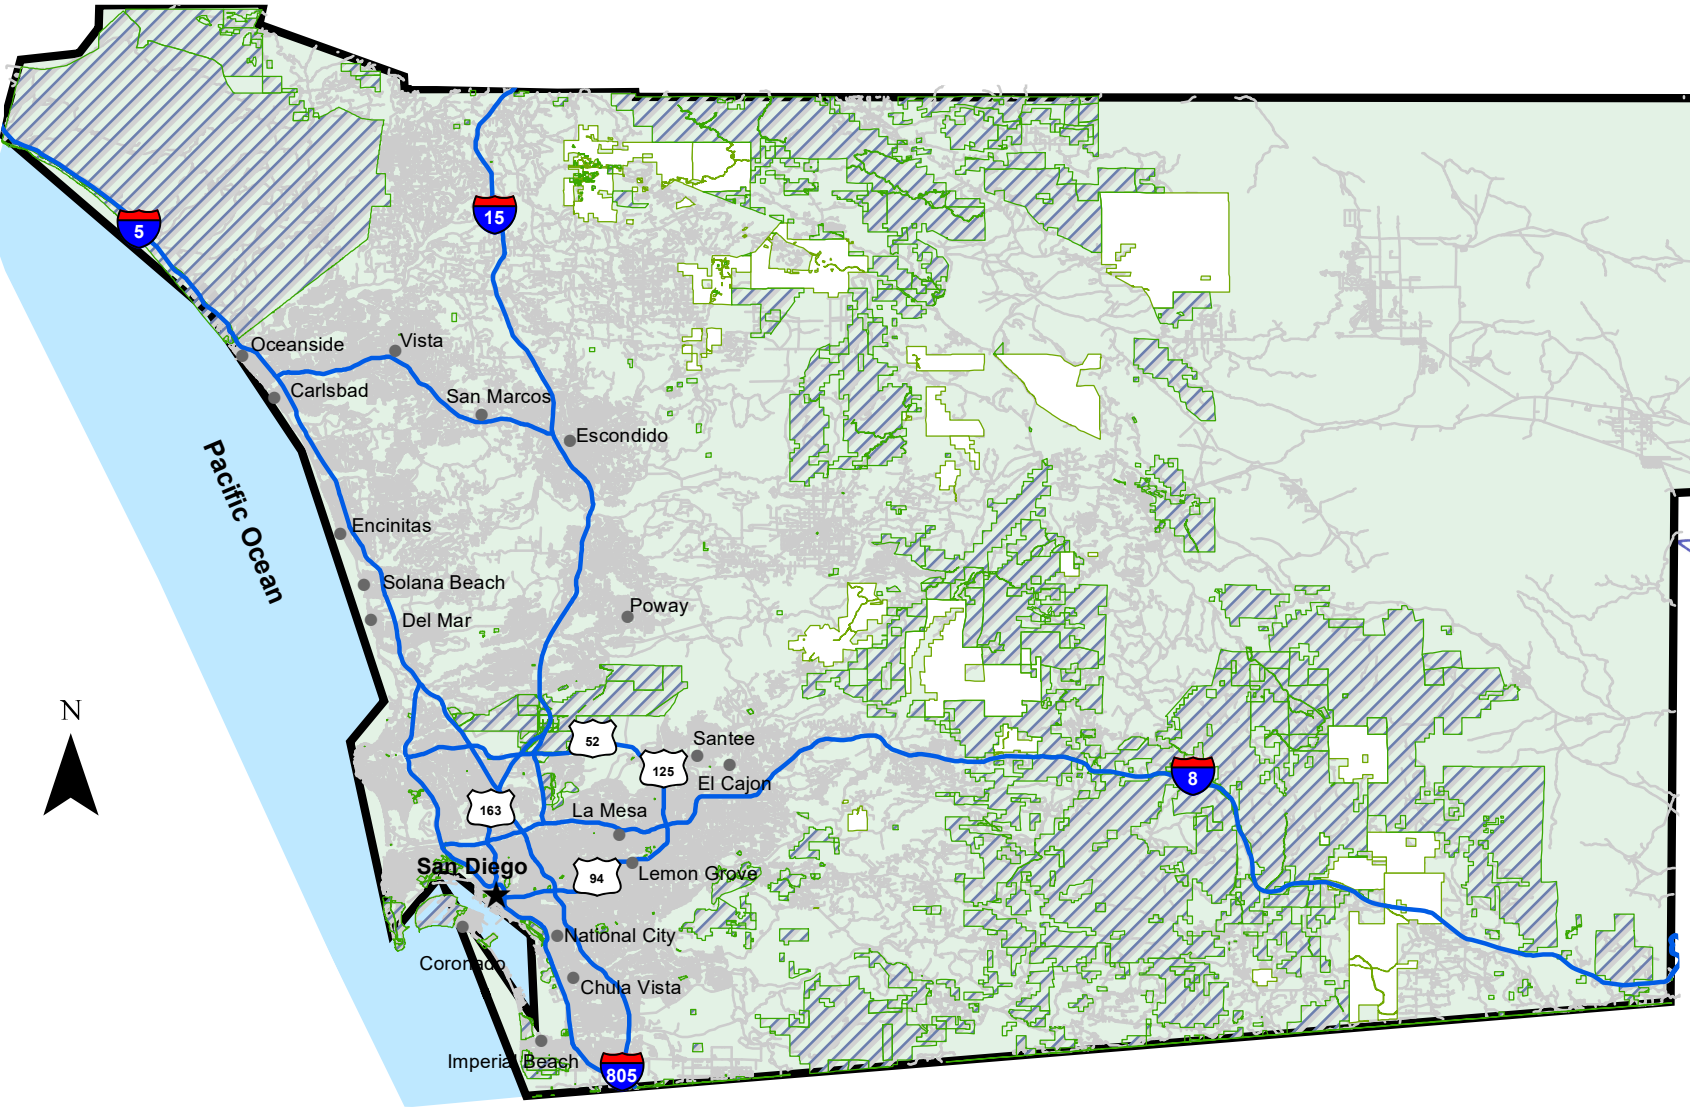 5
15
Oceanside
Vista
Carlsbad
San Marcos
Escondido
Pacific Ocean
Encinitas
Solana Beach
Del Mar
Poway
N
52
Santee
125
El Cajon
8
163
La Mesa
San Diego
94
Lemon Grove
National City
Coronado
Chula Vista
Imperial Beach
805